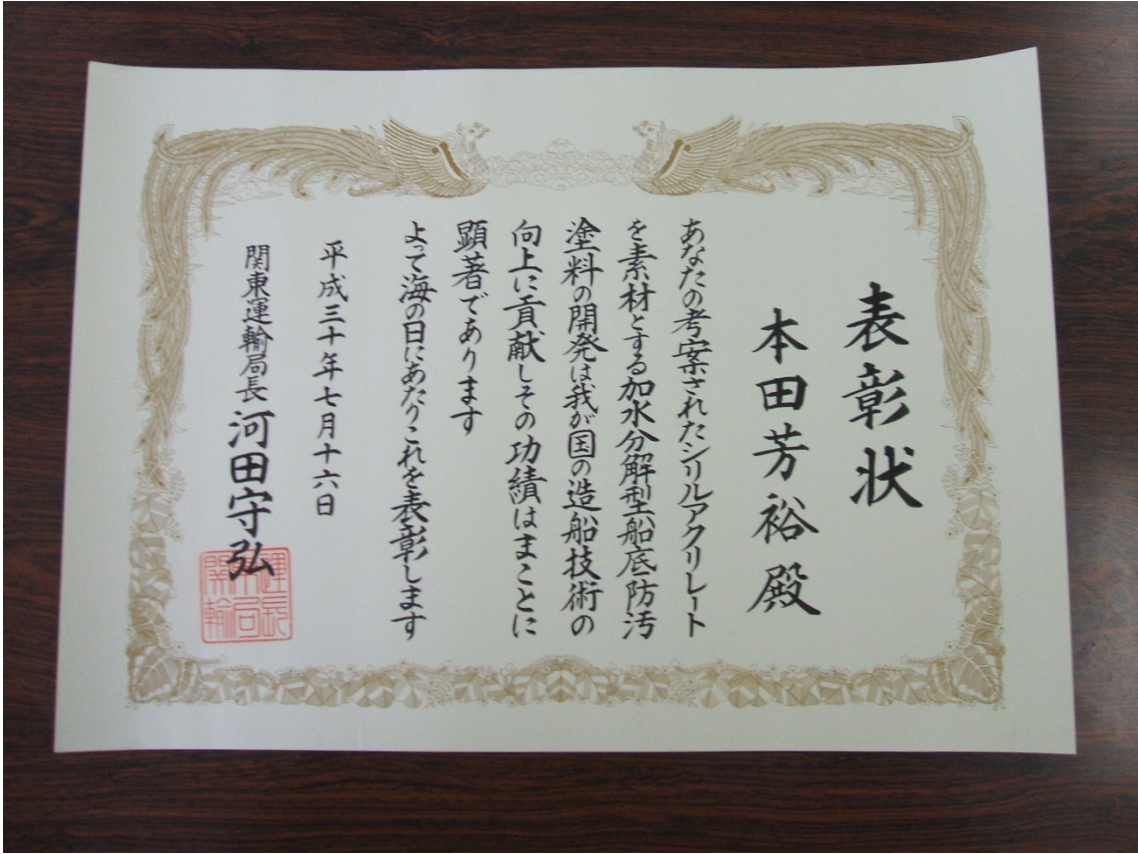 表彰状
本田芳裕殿
あなたの考案されたシリルアクリレート
を素材とする加水分解型船底防汚
塗料の開発は我が国の造船技術の
向上に貢献しその功績はまことに
顕著であります
よって海の日にあたりこれを表彰します
平成三十年七月十六日
関東運輸局長 河田守弘